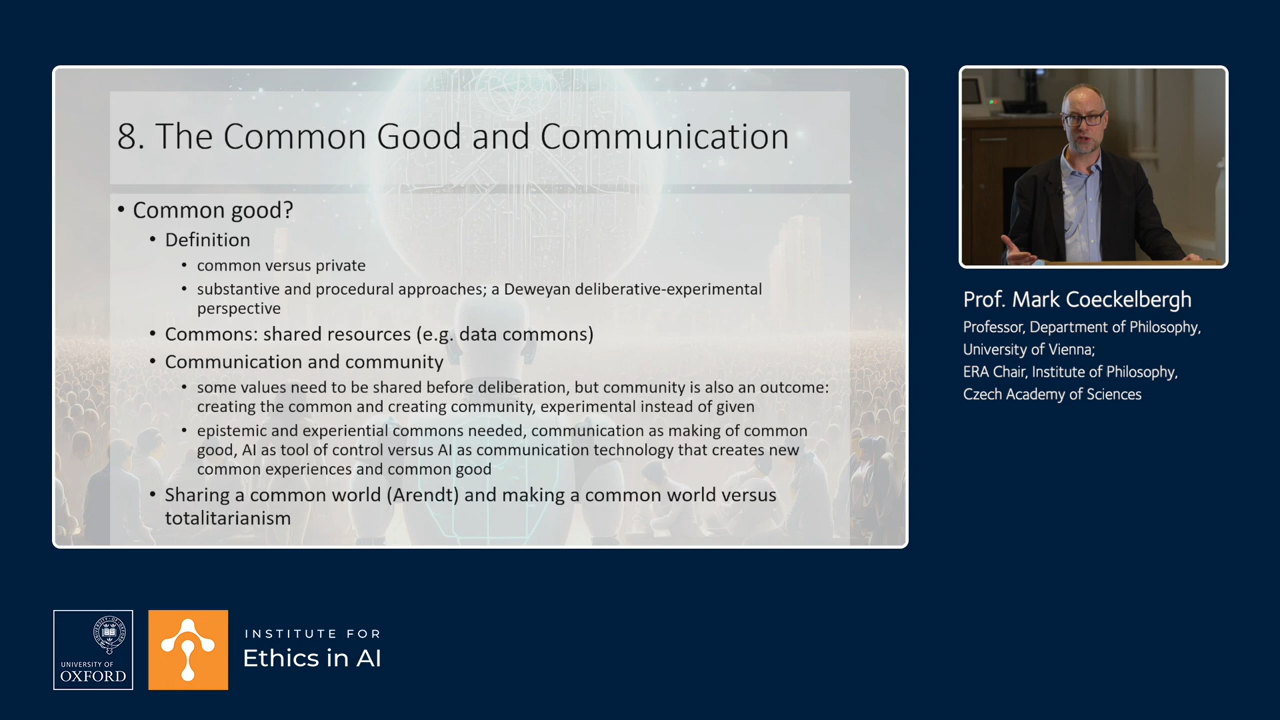 8. The Common Good and Communication
• Common good?
• Definition
• common versus private
• substantive and procedural approaches; a Deweyan deliberative-experimental
perspective
• Commons: shared resources (e.g. data commons)
• Communication and community
• some values need to be shared before deliberation, but community is also an outcome:
creating the common and creating community, experimental instead of given
• epistemic and experiential commons needed, communication as making of common
good, AI as tool of control versus AI as communication technology that creates new
common experiences and common good
• Sharing a common world (Arendt) and making a common world versus
totalitarianism
Prof. Mark Coeckelbergh
Professor, Department of Philosophy,
University of Vienna;
ERA Chair, Institute of Philosophy,
Czech Academy of Sciences
UNIVERSITY OF
OXFORD
INSTITUTE FOR
Ethics in AI